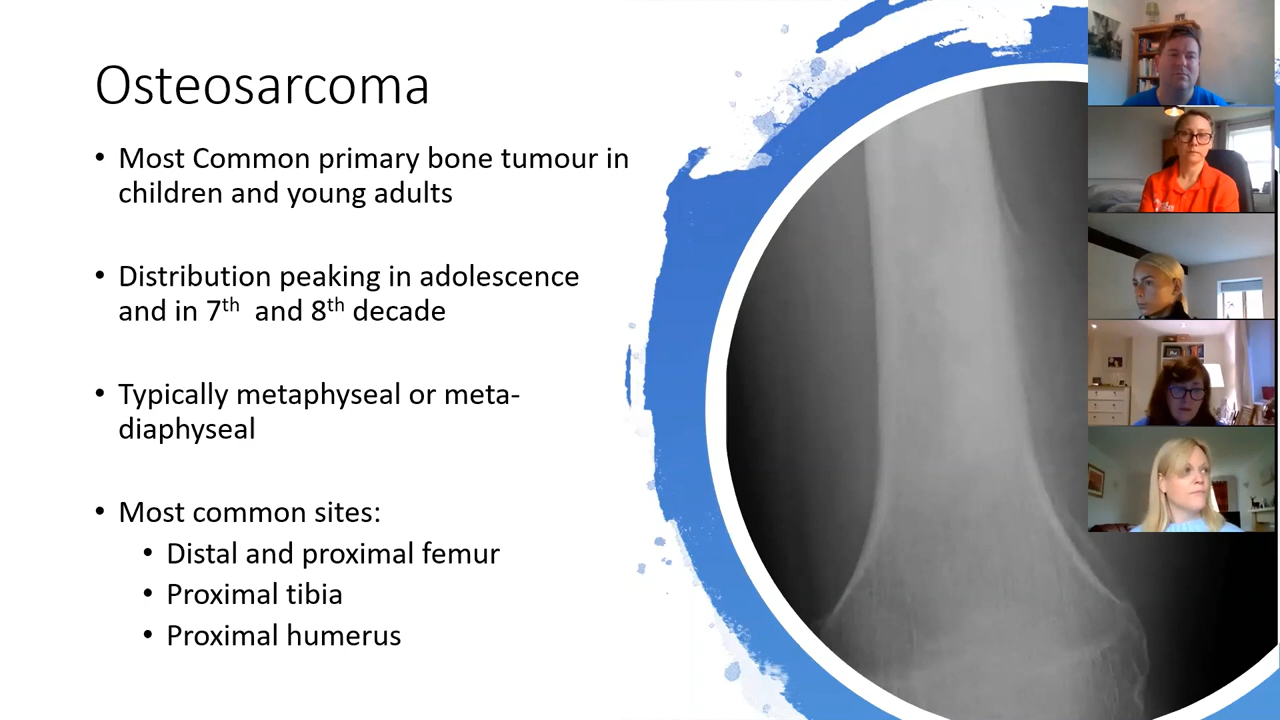 Osteosarcoma
• Most Common primary bone tumour in
children and young adults
• Distribution peaking in adolescence
and in 7th and 8th decade
• Typically metaphyseal or meta-
diaphyseal
• Most common sites:
• Distal and proximal femur
• Proximal tibia
• Proximal humerus